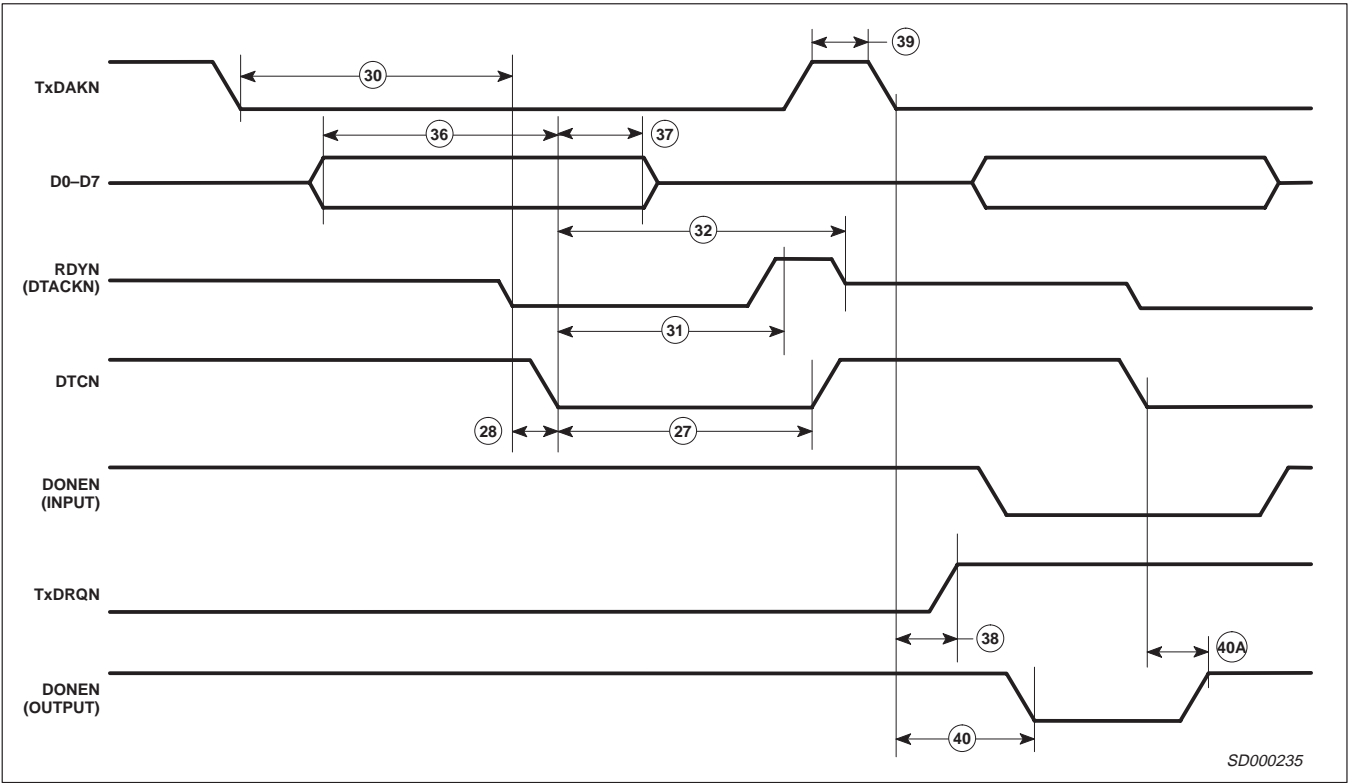 39
30
TxDAKN
36
37
D0–D7
32
RDYN
(DTACKN)
31
DTCN
28
27
DONEN
(INPUT)
TxDRQN
38
40A
DONEN
(OUTPUT)
40
SD000235